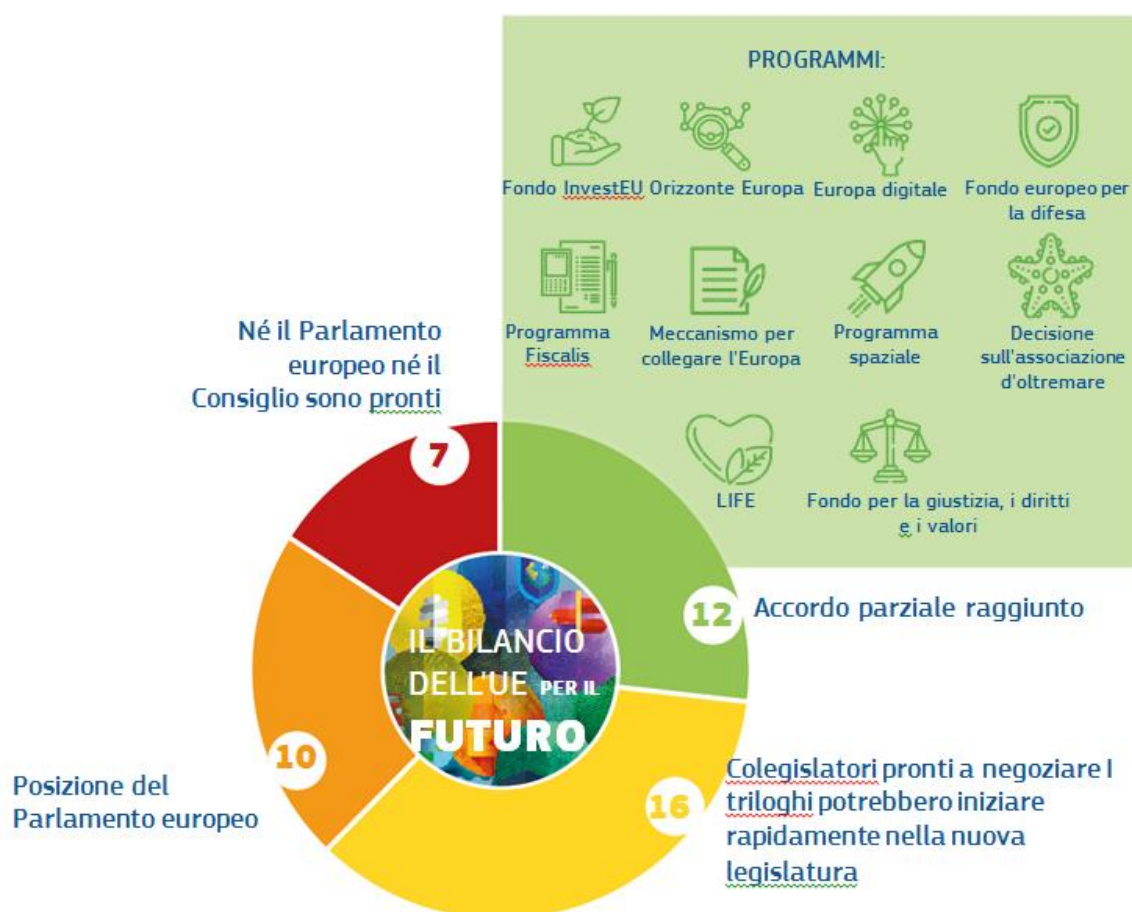 PROGRAMMI:
Fondo InvestEU
Orizzonte Europa
Europa digitale
Fondo europeo per
la difesa
Programma
Fiscalis
Meccanismo per
collegare l'Europa
Programma
spaziale
Decisione
sull'associazione
d'oltremare
LIFE
Fondo per la giustizia, i diritti
e i valori
Né il Parlamento
europeo né il
Consiglio sono pronti
7
12
Accordo parziale raggiunto
IL BILANCIO
DELL'UE PER IL
FUTURO
10
Posizione del
Parlamento europeo
16
Colegislatori pronti a negoziare I
triloghi potrebbero iniziare
rapidamente nella nuova
legislatura